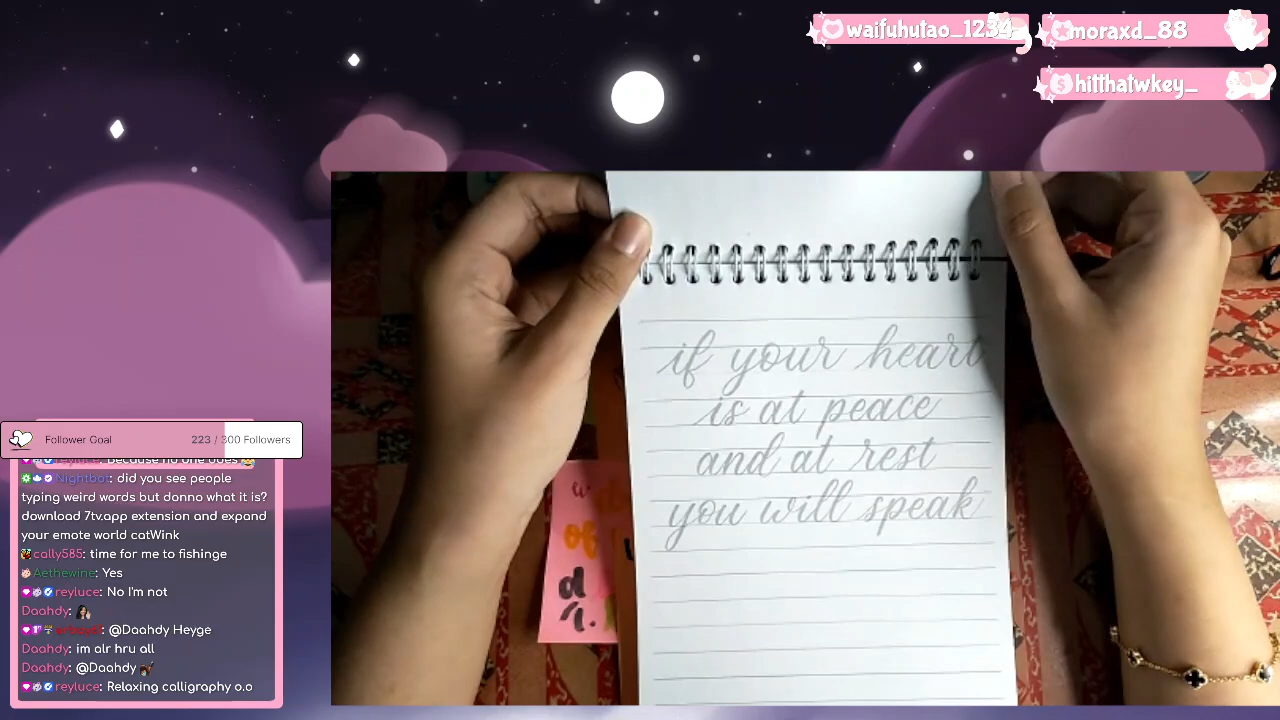 waifuhutao_1234
moraxd_88
hitthatwkey_
if your heart
is at peace
and at rest
you will speak
w
of
d
Follower Goal
223 / 300 Followers
reyluce: because no one ones
Nightbot: did you see people
typing weird words but donno what it is?
download 7tv.app extension and expand
your emote world catWink
cally585: time for me to fishinge
Aethewine: Yes
reyluce: No I'm not
Daahdy:
@Daahdy Heyge
Daahdy: im alr hru all
Daahdy: @Daahdy
reyluce: Relaxing calligraphy o.o